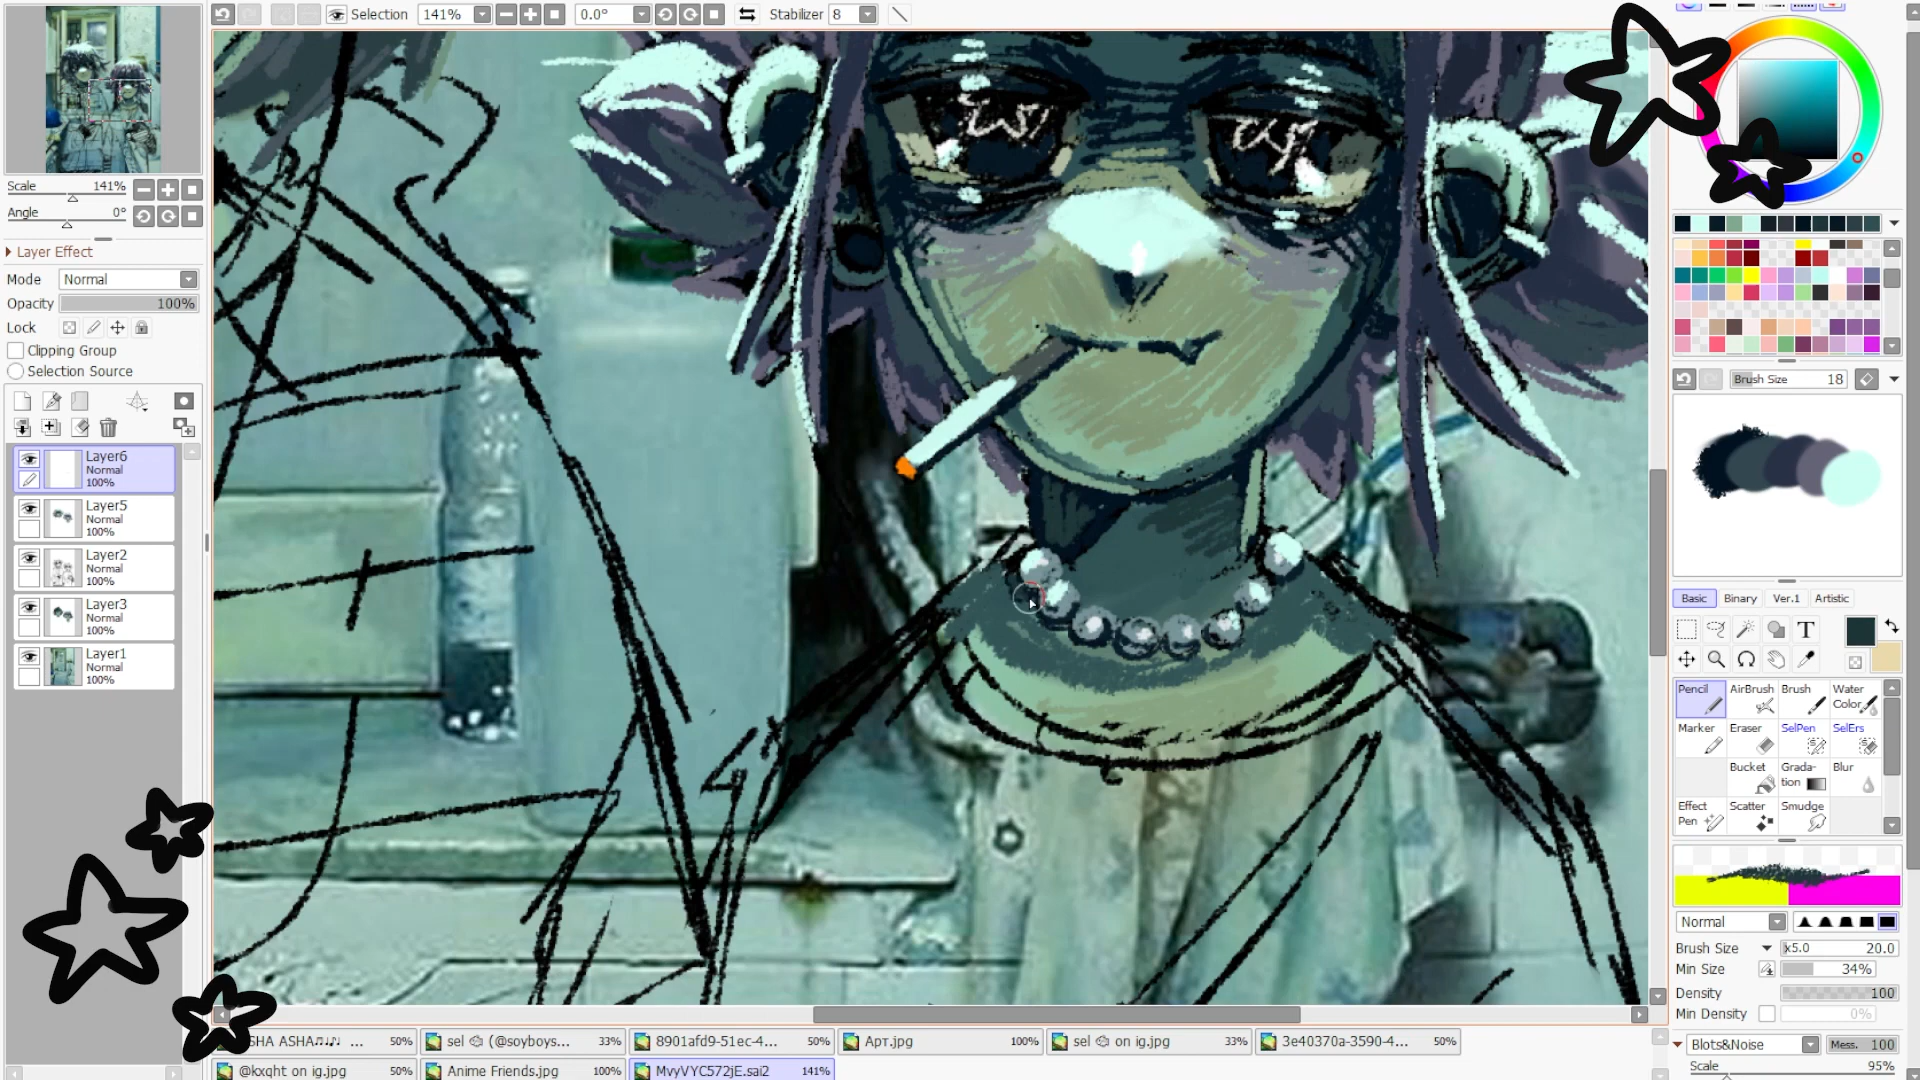 Selection 141% 0.0° Stabilizer 8
Scale 141%
Angle 0°
Layer Effect
Mode Normal
Opacity 100%
Lock
Clipping Group
Selection Source
Layer6
Normal
100%
Layer5
Normal
100%
Layer2
Normal
100%
Layer3
Normal
100%
Layer1
Normal
100%
Brush Size 18
Basic Binary Ver.1 Artistic
T
Pencil AirBrush Brush Water Color
Marker Eraser SelPen SelErs
Bucket Grada-tion Blur
Effect Pen Scatter Smudge
Normal
Brush Size x5.0 20.0
Min Size 34%
Density 100
Min Density 0%
Blots&Noise Mess. 100
Scale 95%
SHA ASHA♬♩♪ ... 50%
sel (@soyboys... 33%
8901afd9-51ec-4... 50%
Арт.jpg 100%
sel on ig.jpg 33%
3e40370a-3590-4... 50%
@kxqht on ig.jpg 50%
Anime Friends.jpg 100%
MvyVYC572jE.sai2 141%